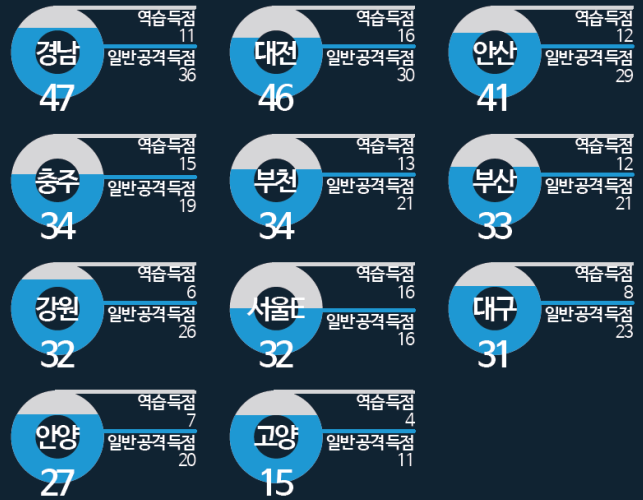 경남
역습득점
11
일반공격득점
36
47
대전
역습득점
16
일반공격득점
30
46
안산
역습득점
12
일반공격득점
29
41
충주
역습득점
15
일반공격득점
19
34
부천
역습득점
13
일반공격득점
21
34
부산
역습득점
12
일반공격득점
21
33
강원
역습득점
6
일반공격득점
26
32
서울E
역습득점
16
일반공격득점
16
32
대구
역습득점
8
일반공격득점
23
31
안양
역습득점
7
일반공격득점
20
27
고양
역습득점
4
일반공격득점
11
15